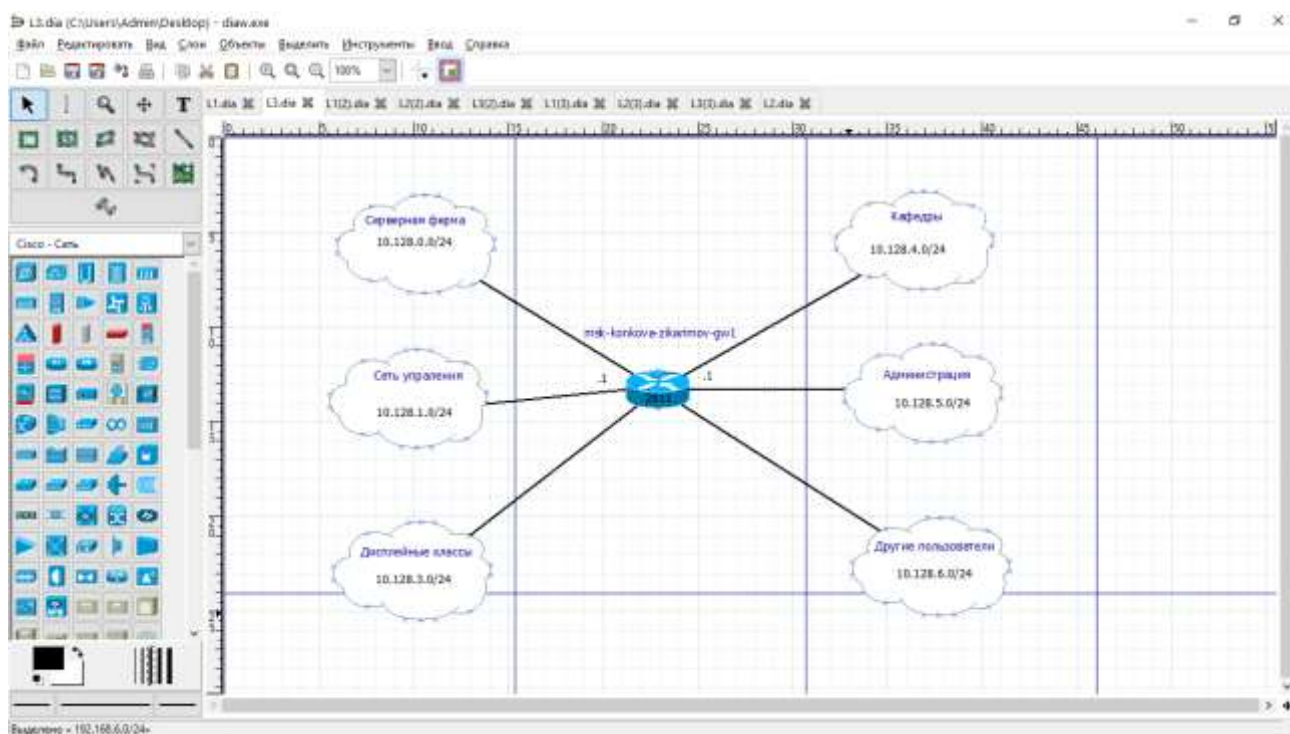 L3.dia (C:\Users\Admin\Desktop) - diaw.exe
Файл Редактировать Вид Слои Объекты Выделить Инструменты Ввод Справка
100%
L1.dia L3.dia L1(2).dia L2(2).dia L3(2).dia L1(3).dia L2(3).dia L3(3).dia L2.dia
Cisco - Сеть
Серверная ферма
10.128.0.0/24
Кафедры
10.128.4.0/24
msk-konkova-zikarimov-gw1
Сеть упраления
10.128.1.0/24
.1
.1
2811
Администрация
10.128.5.0/24
Дисплейные классы
10.128.3.0/24
Другие пользователи
10.128.6.0/24
Выделено «192.168.6.0/24»